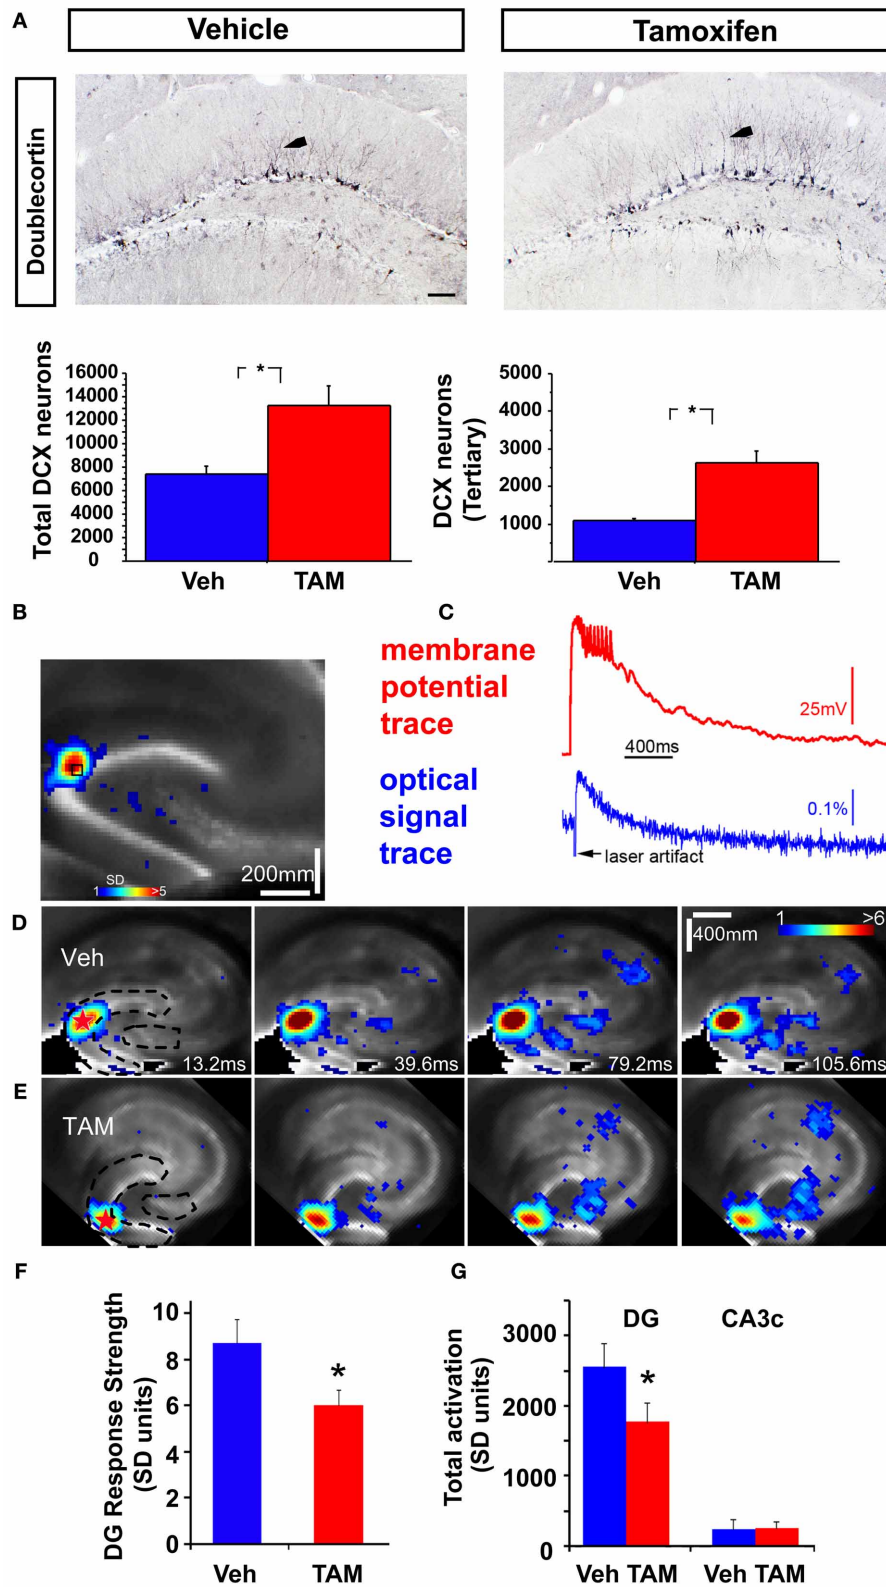 A
Vehicle
Tamoxifen
Doublecortin
Total DCX neurons
16000
14000
12000
10000
8000
6000
4000
2000
0
*
Veh
TAM
DCX neurons
(Tertiary)
5000
4000
3000
2000
1000
*
Veh
TAM
B
SD
1
>5
200mm
C
membrane
potential
trace
25mV
400ms
optical
signal
trace
0.1%
laser artifact
D
Veh
13.2ms
39.6ms
79.2ms
400mm
1
>6
105.6ms
E
TAM
F
DG Response Strength
(SD units)
10
8
6
4
2
0
*
Veh
TAM
G
Total activation
(SD units)
3000
2000
1000
0
DG
CA3c
*
Veh TAM
Veh TAM